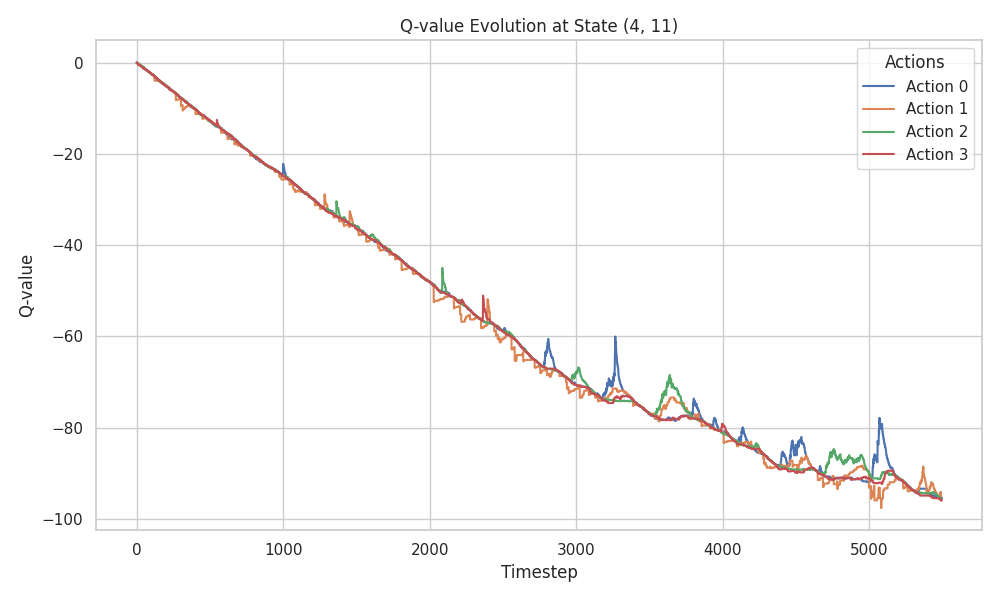 Q-value Evolution at State (4, 11)
Actions
Action 0
Action 1
Action 2
Action 3
Q-value
0
−20
−40
−60
−80
−100
0 1000 2000 3000 4000 5000
Timestep